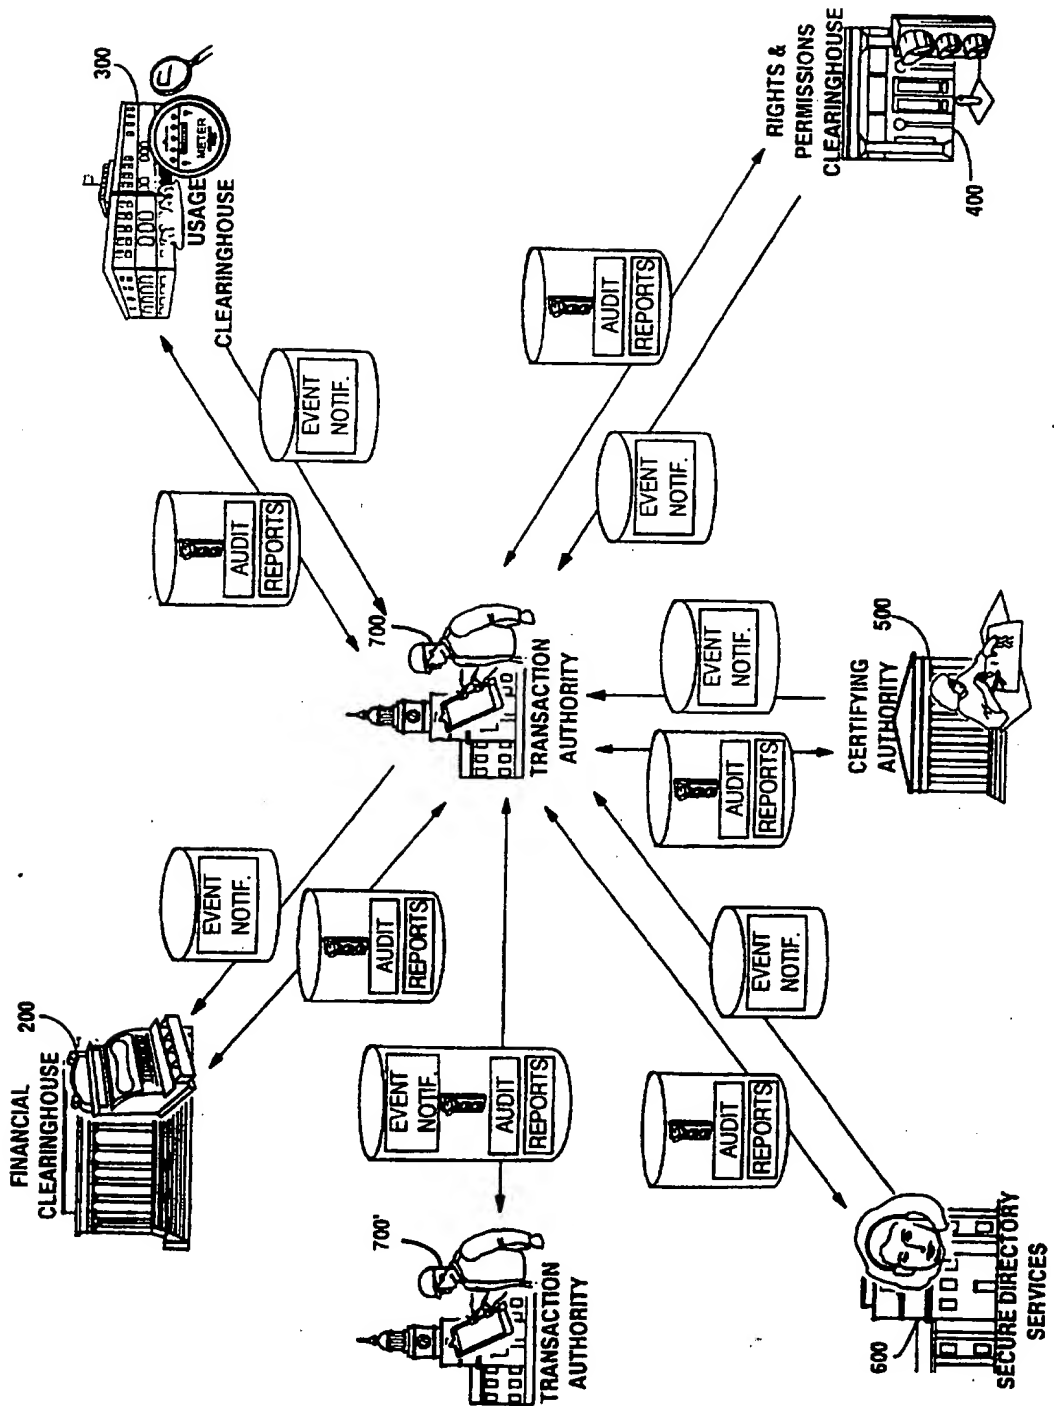 FINANCIAL
CLEARINGHOUSE
200
EVENT
NOTIF.
AUDIT
REPORTS
300
METER
USAGE
CLEARINGHOUSE
AUDIT
REPORTS
EVENT
NOTIF.
700
TRANSACTION
AUTHORITY
700'
TRANSACTION
AUTHORITY
EVENT
NOTIF.
AUDIT
REPORTS
AUDIT
REPORTS
EVENT
NOTIF.
RIGHTS &
PERMISSIONS
CLEARINGHOUSE
400
AUDIT
REPORTS
EVENT
NOTIF.
CERTIFYING
AUTHORITY
500
AUDIT
REPORTS
EVENT
NOTIF.
600
SECURE DIRECTORY
SERVICES